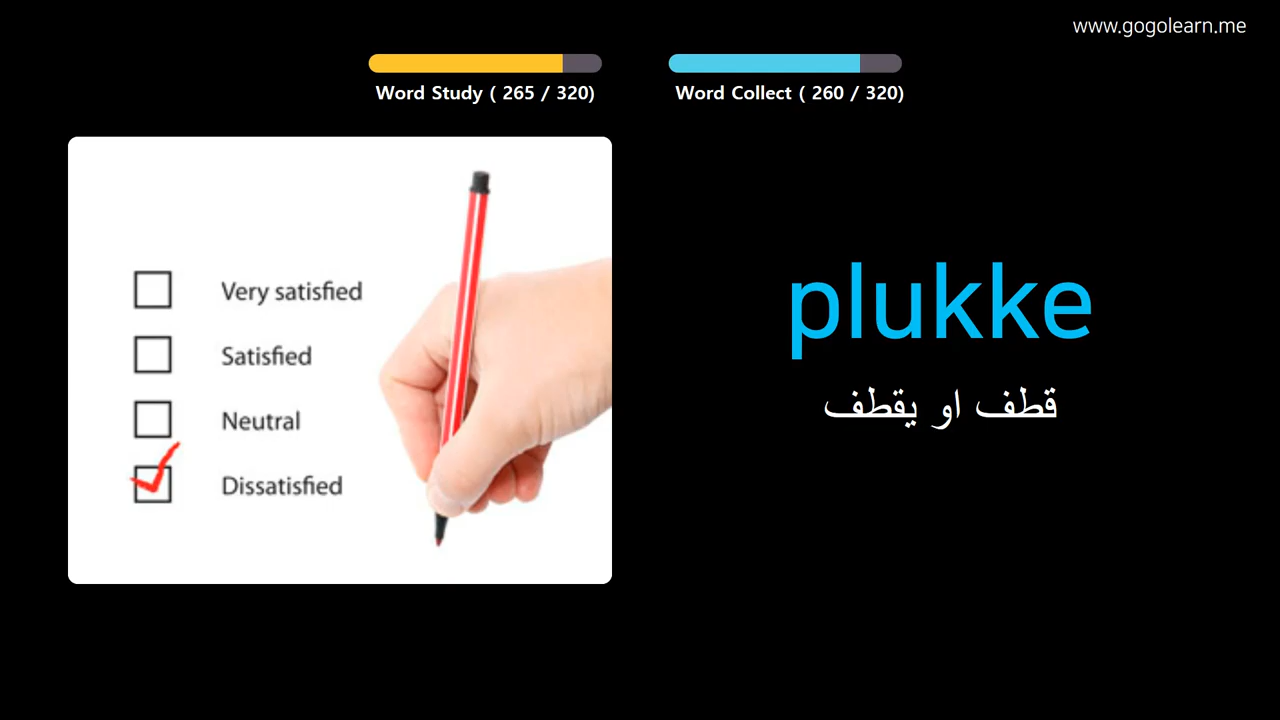 www.gogolearn.me
Word Study ( 265 / 320)
Word Collect ( 260 / 320)
Very satisfied
Satisfied
Neutral
Dissatisfied
plukke
قطف او يقطف